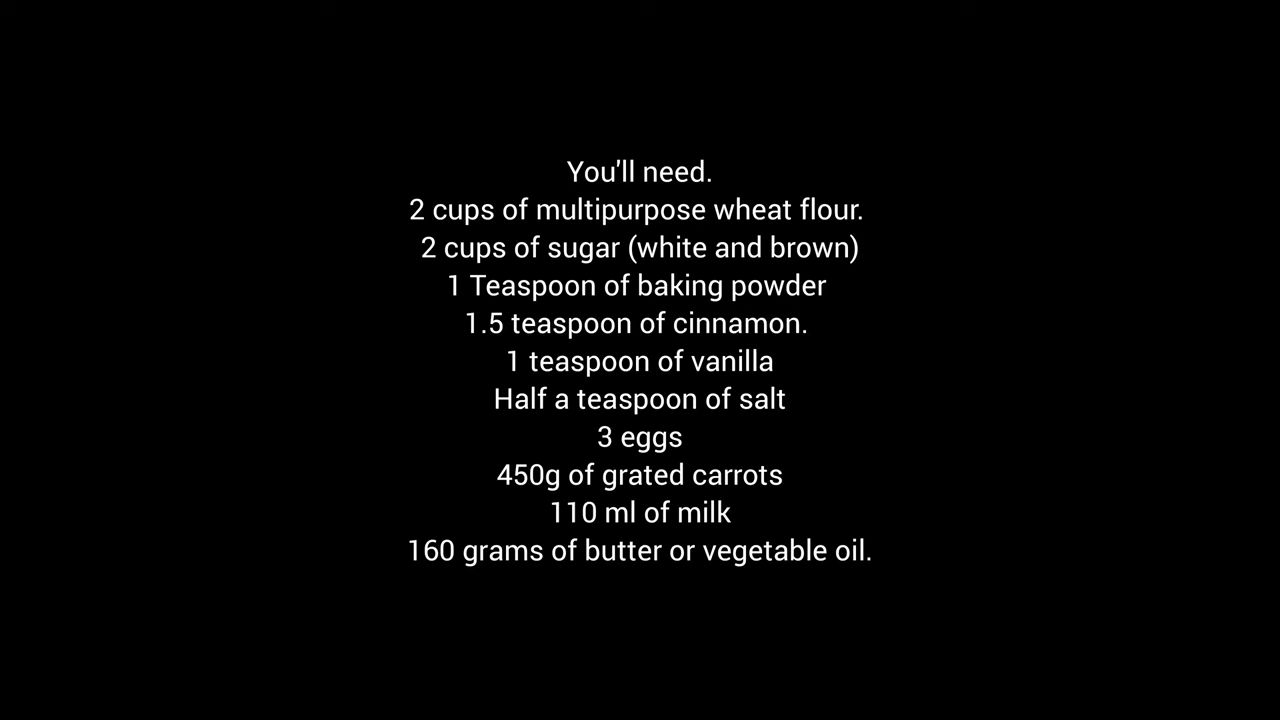 You'll need.
2 cups of multipurpose wheat flour.
2 cups of sugar (white and brown)
1 Teaspoon of baking powder
1.5 teaspoon of cinnamon.
1 teaspoon of vanilla
Half a teaspoon of salt
3 eggs
450g of grated carrots
110 ml of milk
160 grams of butter or vegetable oil.